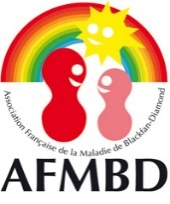 Association Française de la Maladie de Blackfan-Diamond
AFMBD